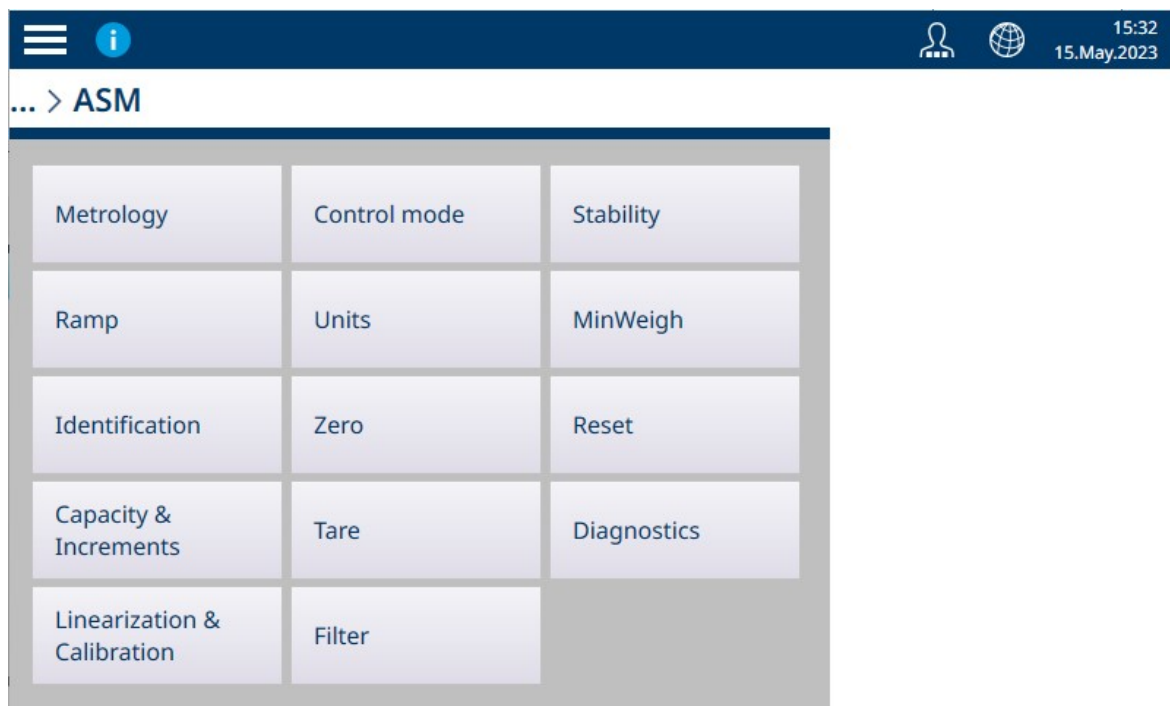 i
15:32
15.May.2023
... > ASM
Metrology
Control mode
Stability
Ramp
Units
MinWeigh
Identification
Zero
Reset
Capacity &
Increments
Tare
Diagnostics
Linearization &
Calibration
Filter